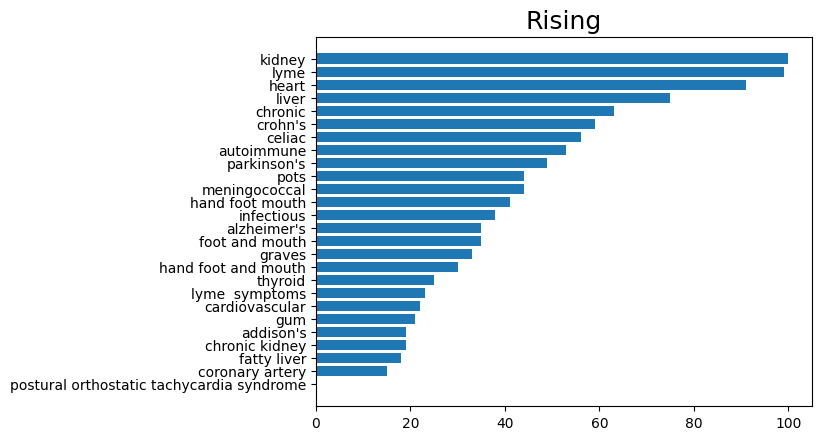 Rising
kidney
lyme
heart
liver
chronic
crohn's
celiac
autoimmune
parkinson's
pots
meningococcal
hand foot mouth
infectious
alzheimer's
foot and mouth
graves
hand foot and mouth
thyroid
lyme  symptoms
cardiovascular
gum
addison's
chronic kidney
fatty liver
coronary artery
postural orthostatic tachycardia syndrome
0 20 40 60 80 100